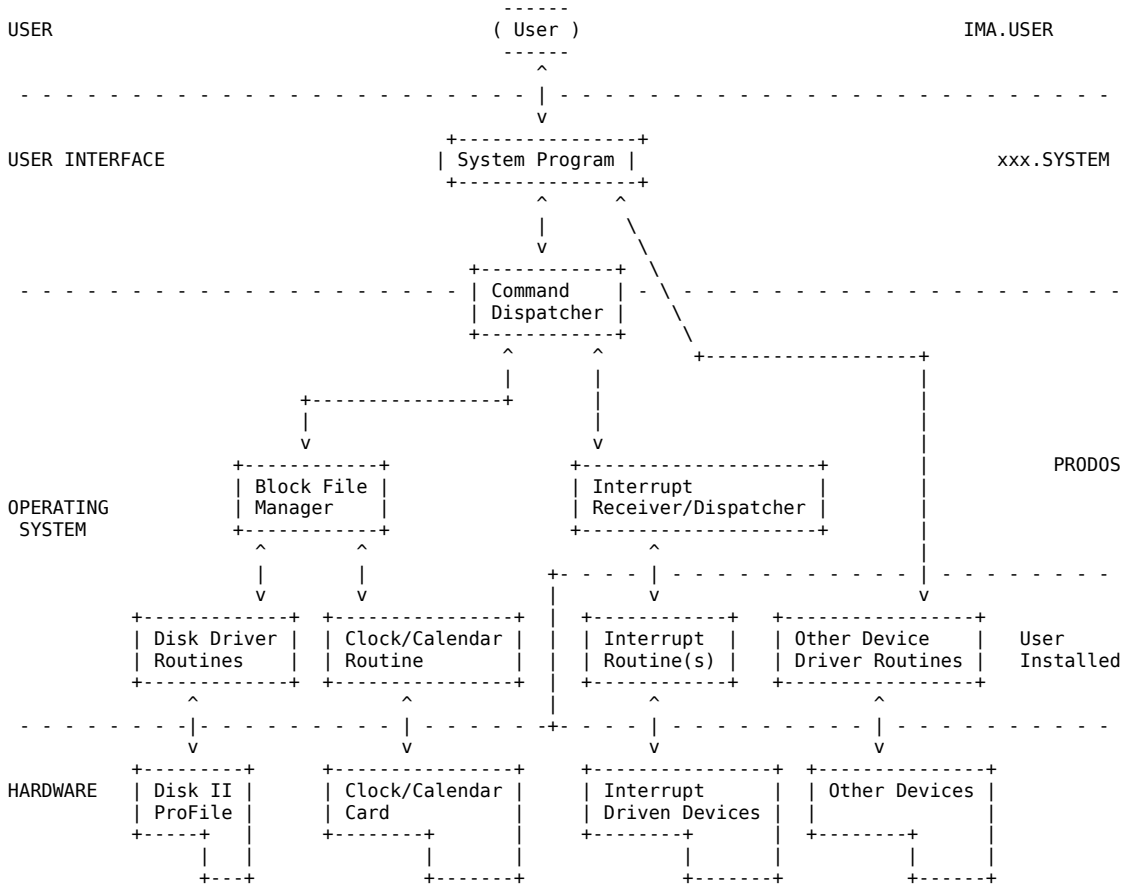 USER ( User ) IMA.USER
USER INTERFACE System Program xxx.SYSTEM
Command
Dispatcher
PRODOS
Block File Interrupt
OPERATING Manager Receiver/Dispatcher
SYSTEM
Disk Driver Clock/Calendar Interrupt Other Device User
Routines Routine Routine(s) Driver Routines Installed
HARDWARE Disk II Clock/Calendar Interrupt Other Devices
ProFile Card Driven Devices